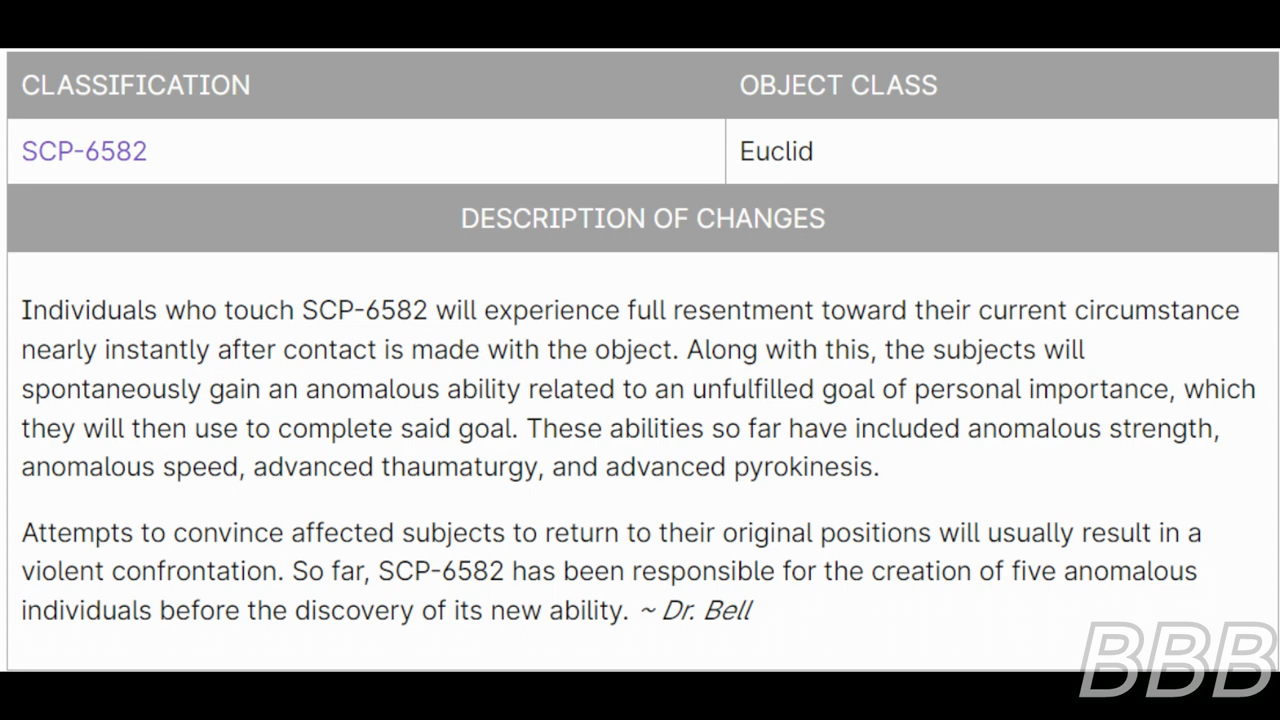 CLASSIFICATION
OBJECT CLASS
SCP-6582
Euclid
DESCRIPTION OF CHANGES
Individuals who touch SCP-6582 will experience full resentment toward their current circumstance
nearly instantly after contact is made with the object. Along with this, the subjects will
spontaneously gain an anomalous ability related to an unfulfilled goal of personal importance, which
they will then use to complete said goal. These abilities so far have included anomalous strength,
anomalous speed, advanced thaumaturgy, and advanced pyrokinesis.
Attempts to convince affected subjects to return to their original positions will usually result in a
violent confrontation. So far, SCP-6582 has been responsible for the creation of five anomalous
individuals before the discovery of its new ability. ~ Dr. Bell
BBB